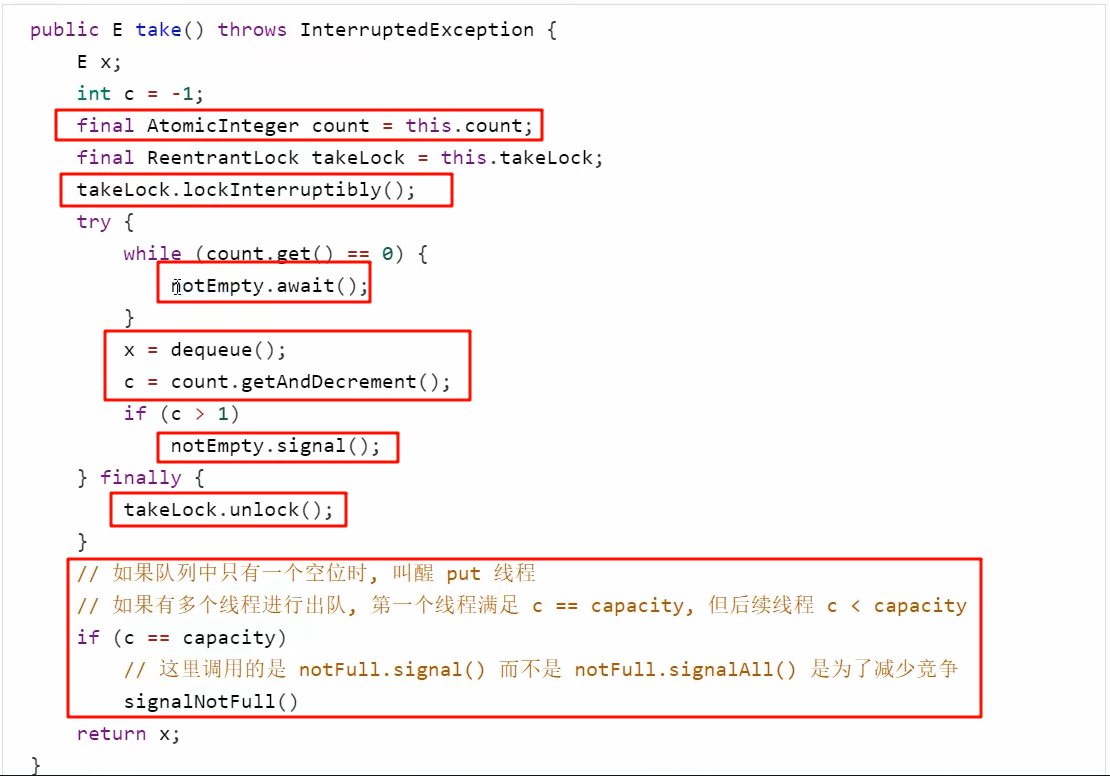 public E take() throws InterruptedException {
    E x;
    int c = -1;
    final AtomicInteger count = this.count;
    final ReentrantLock takeLock = this.takeLock;
    takeLock.lockInterruptibly();
    try {
        while (count.get() == 0) {
            notEmpty.await();
        }
        x = dequeue();
        c = count.getAndDecrement();
        if (c > 1)
            notEmpty.signal();
    } finally {
        takeLock.unlock();
    }
    // 如果队列中只有一个空位时, 叫醒 put 线程
    // 如果有多个线程进行出队, 第一个线程满足 c == capacity, 但后续线程 c < capacity
    if (c == capacity)
        // 这里调用的是 notFull.signal() 而不是 notFull.signalAll() 是为了减少竞争
        signalNotFull()
    return x;
}